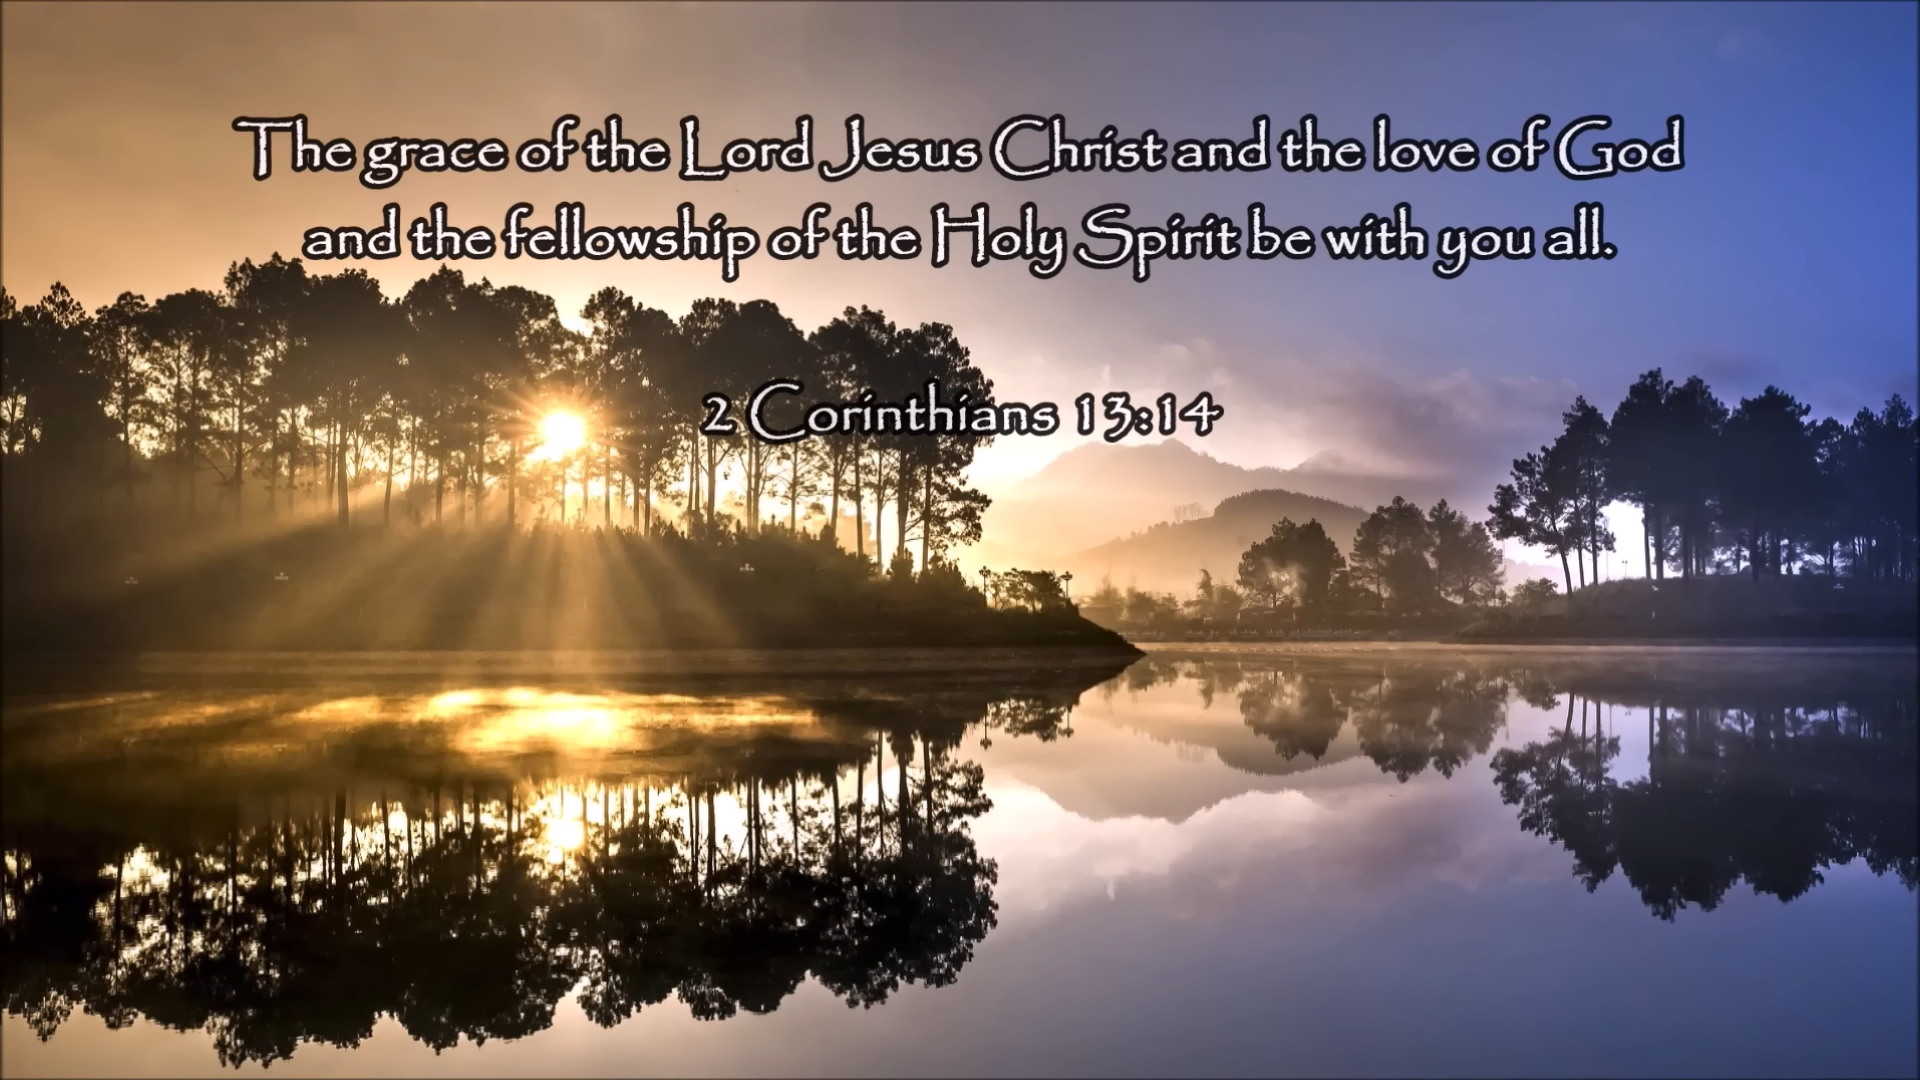 The grace of the Lord Jesus Christ and the love of God
and the fellowship of the Holy Spirit be with you all.
2 Corinthians 13:14